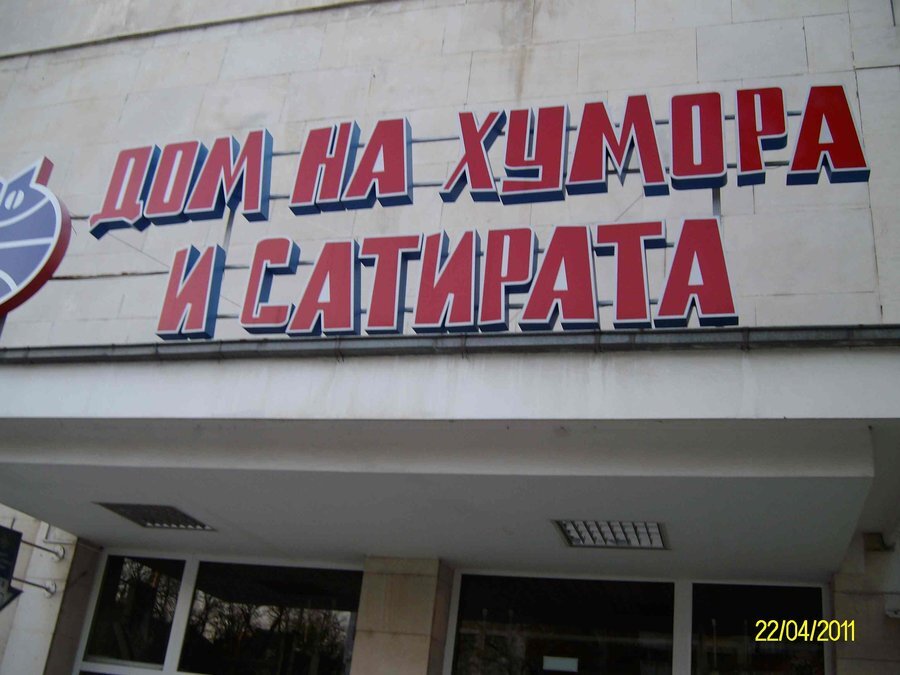 ДОМ НА ХУМОРА
И САТИРАТА
22/04/2011